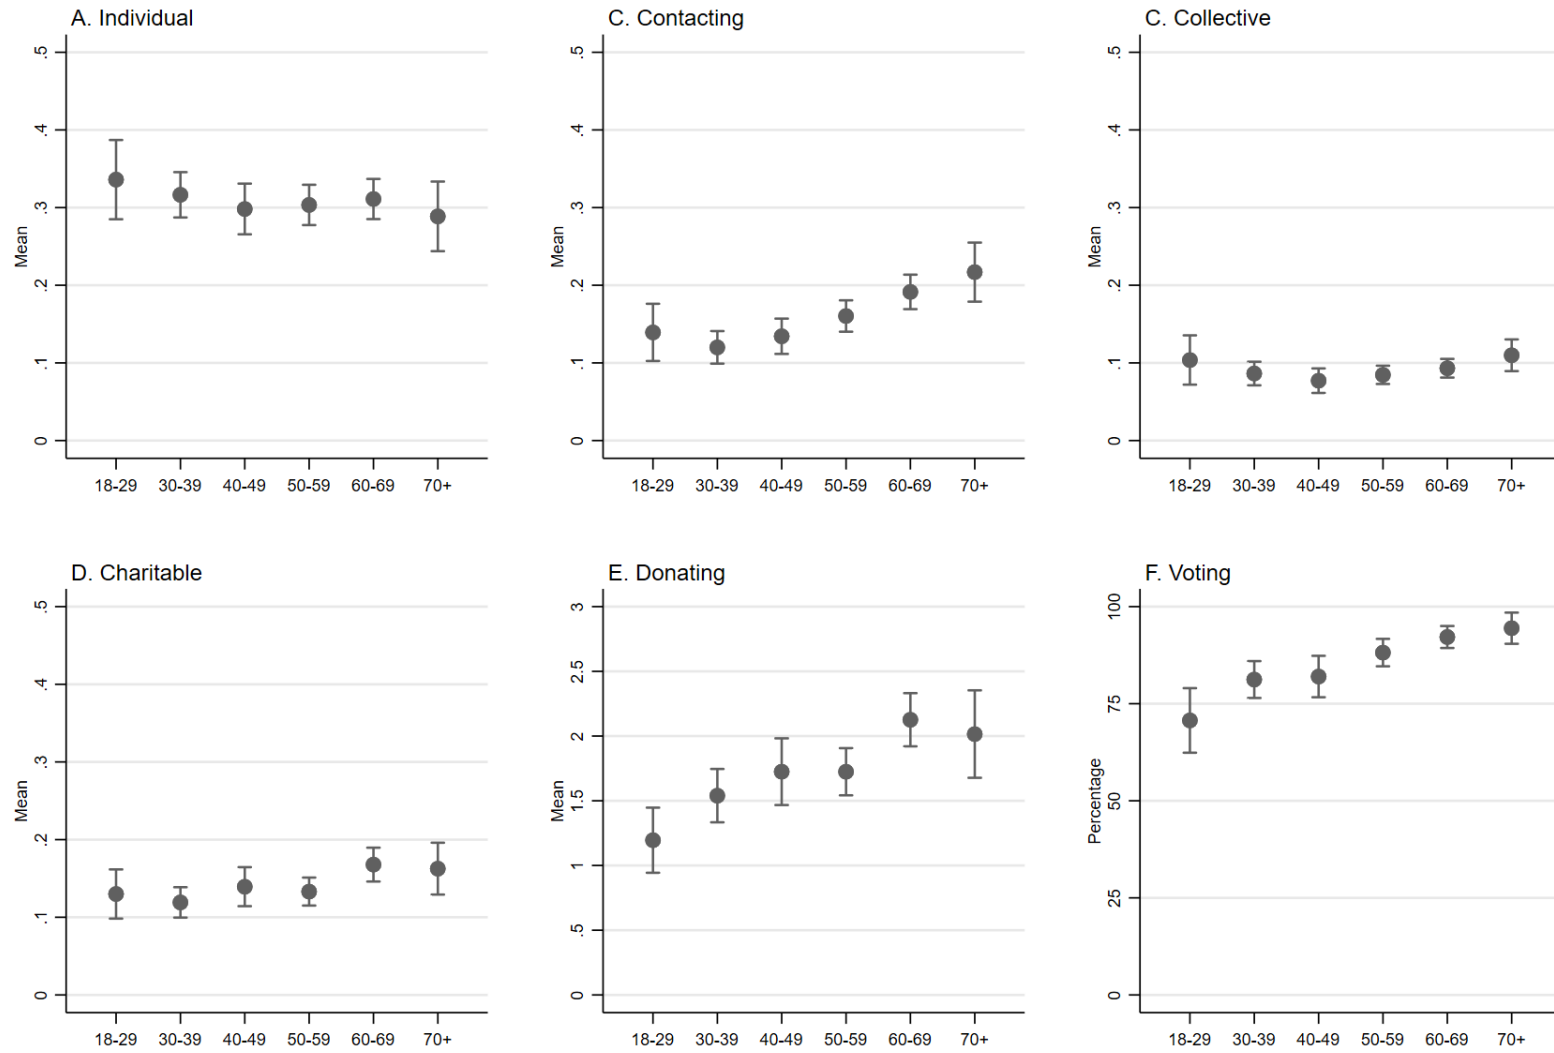 A. Individual
.5
.4
.3
.2
.1
0
Mean
18-29 30-39 40-49 50-59 60-69 70+
C. Contacting
.5
.4
.3
.2
.1
0
Mean
18-29 30-39 40-49 50-59 60-69 70+
C. Collective
.5
.4
.3
.2
.1
0
Mean
18-29 30-39 40-49 50-59 60-69 70+
D. Charitable
.5
.4
.3
.2
.1
0
Mean
18-29 30-39 40-49 50-59 60-69 70+
E. Donating
3
2.5
2
1.5
1
.5
0
Mean
18-29 30-39 40-49 50-59 60-69 70+
F. Voting
100
75
50
25
0
Percentage
18-29 30-39 40-49 50-59 60-69 70+